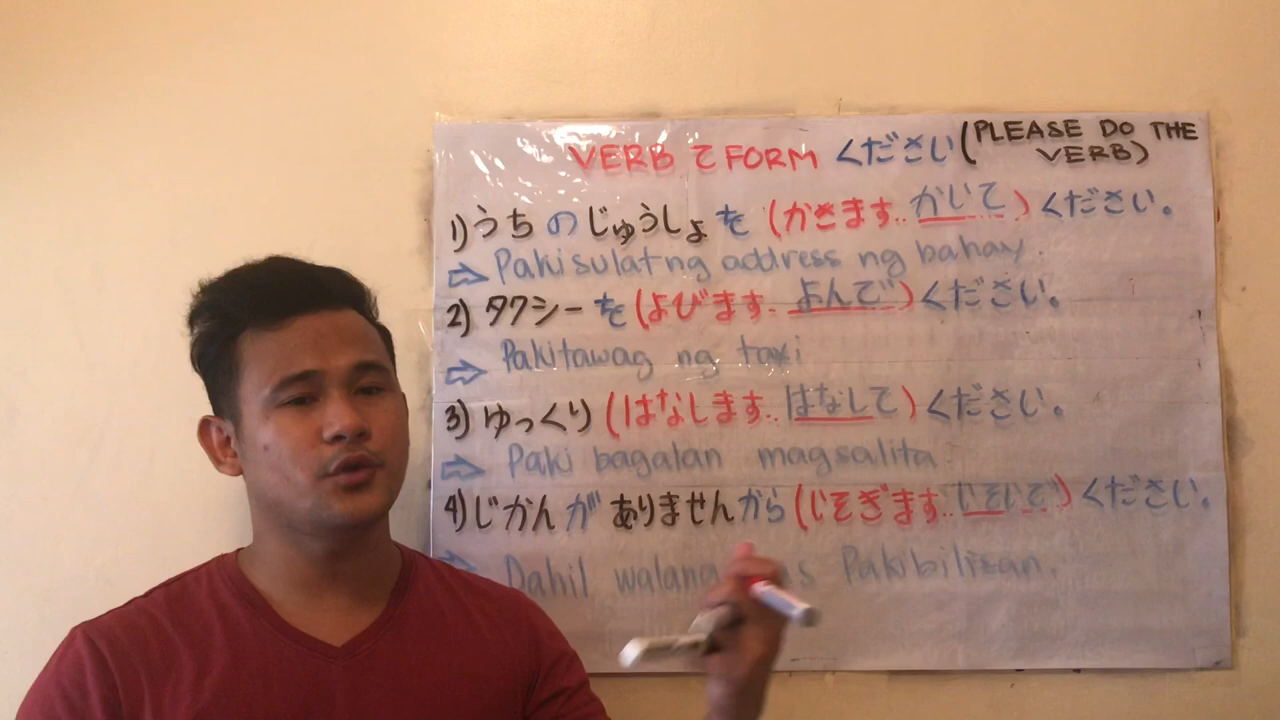 VERB て FORM ください (PLEASE DO THE VERB)
1) うちのじゅうしょを (かきます.. かいて) ください。
⇨ Pakisulat ng address ng bahay.
2) タクシーを (よびます.. よんで) ください。
⇨ Pakitawag ng taxi
3) ゆっくり (はなします.. はなして) ください。
⇨ Paki bagalan magsalita.
4) じかんが ありませんから (いそぎます.. いそいで) ください。
Dahil walang Pakibilisan.